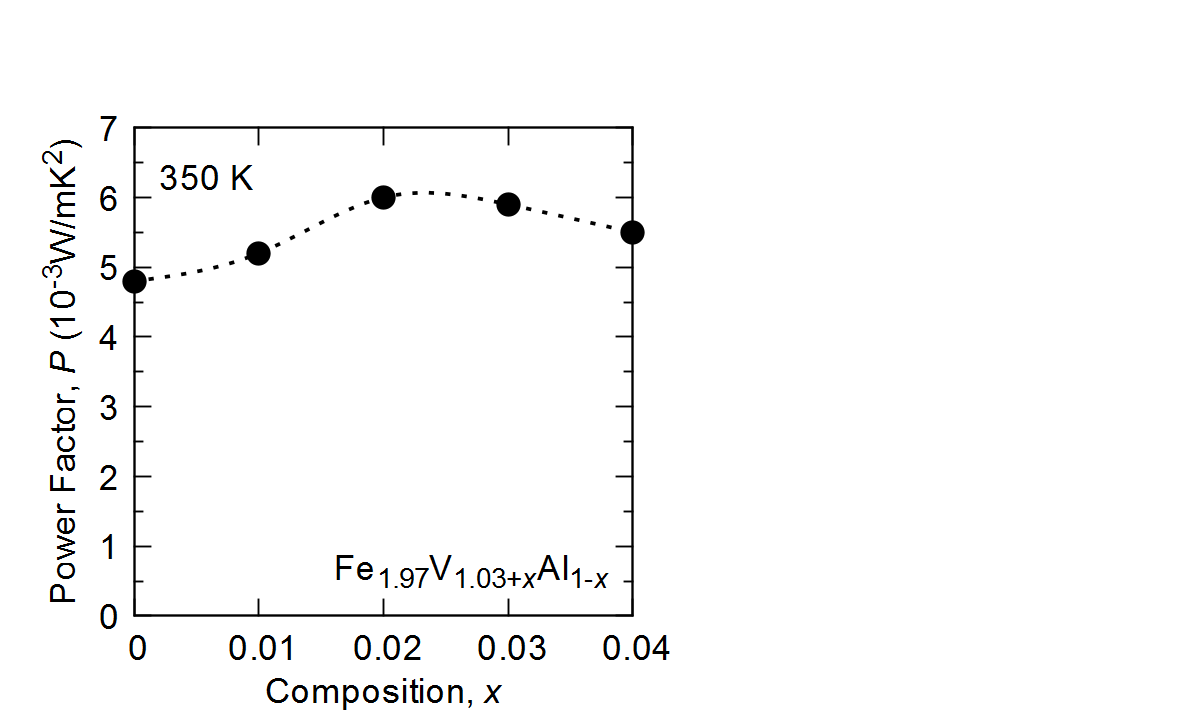 Power Factor, P (10-3W/mK2)
7
6
5
4
3
2
1
0
350 K
Fe1.97V1.03+xAl1-x
0 0.01 0.02 0.03 0.04
Composition, x